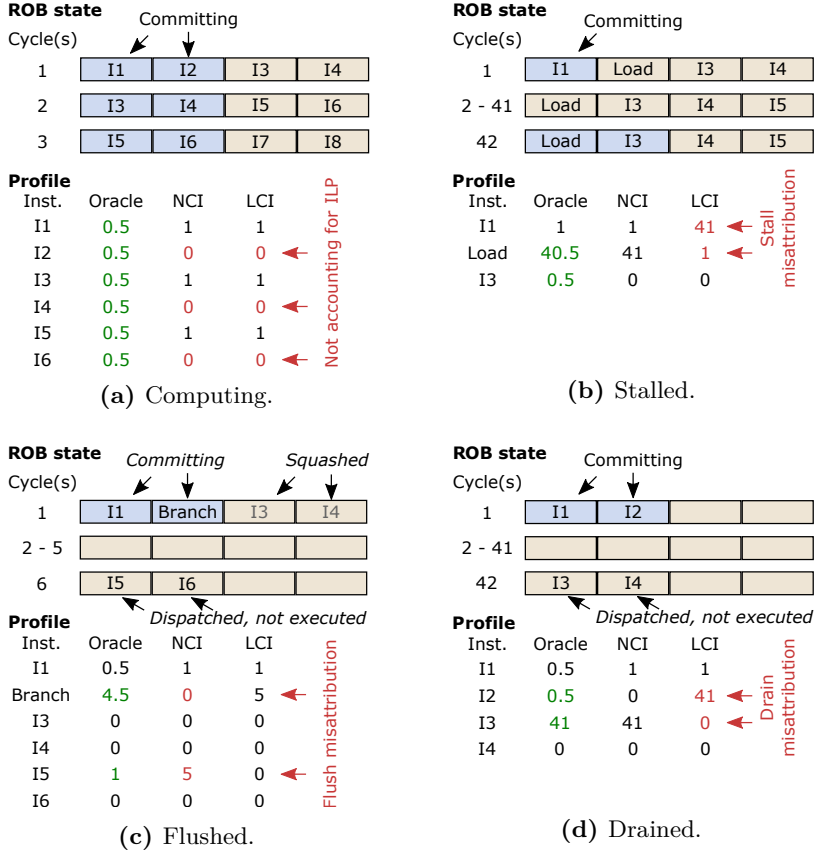 ROB state
Committing
Cycle(s)
1 I1 I2 I3 I4
2 I3 I4 I5 I6
3 I5 I6 I7 I8
Profile
Inst. Oracle NCI LCI
I1 0.5 1 1
I2 0.5 0 0
I3 0.5 1 1
I4 0.5 0 0
I5 0.5 1 1
I6 0.5 0 0
Not accounting for ILP
(a) Computing.
ROB state
Committing
Cycle(s)
1 I1 Load I3 I4
2 - 41 Load I3 I4 I5
42 Load I3 I4 I5
Profile
Inst. Oracle NCI LCI
I1 1 1 41
Load 40.5 41 1
I3 0.5 0 0
Stall
misattribution
(b) Stalled.
ROB state
Committing Squashed
Cycle(s)
1 I1 Branch I3 I4
2 - 5
6 I5 I6
Dispatched, not executed
Profile
Inst. Oracle NCI LCI
I1 0.5 1 1
Branch 4.5 0 5
I3 0 0 0
I4 0 0 0
I5 1 5 0
I6 0 0 0
Flush misattribution
(c) Flushed.
ROB state
Committing
Cycle(s)
1 I1 I2
2 - 41
42 I3 I4
Dispatched, not executed
Profile
Inst. Oracle NCI LCI
I1 0.5 1 1
I2 0.5 0 41
I3 41 41 0
I4 0 0 0
Drain
misattribution
(d) Drained.